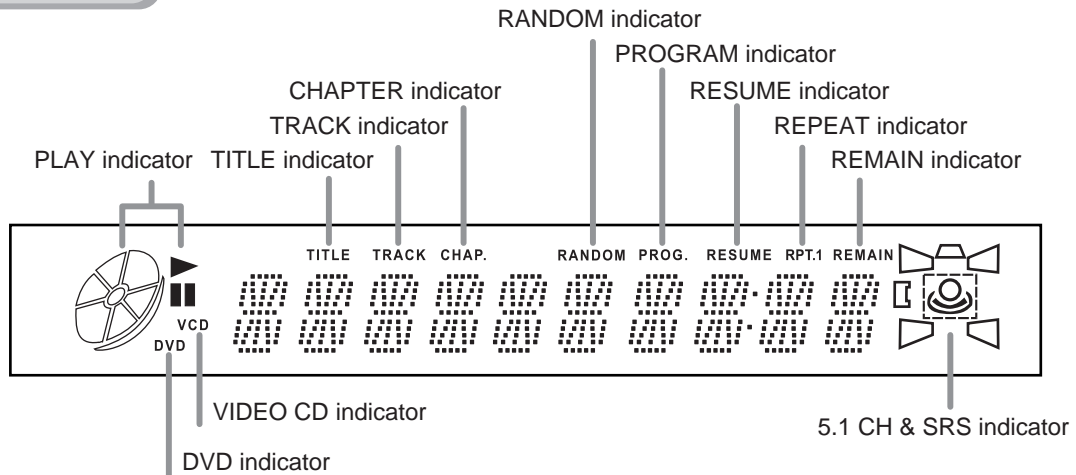 RANDOM indicator
PROGRAM indicator
CHAPTER indicator
RESUME indicator
TRACK indicator
REPEAT indicator
PLAY indicator
TITLE indicator
REMAIN indicator
TITLE TRACK CHAP. RANDOM PROG. RESUME RPT.1 REMAIN
VCD
DVD
VIDEO CD indicator
5.1 CH & SRS indicator
DVD indicator